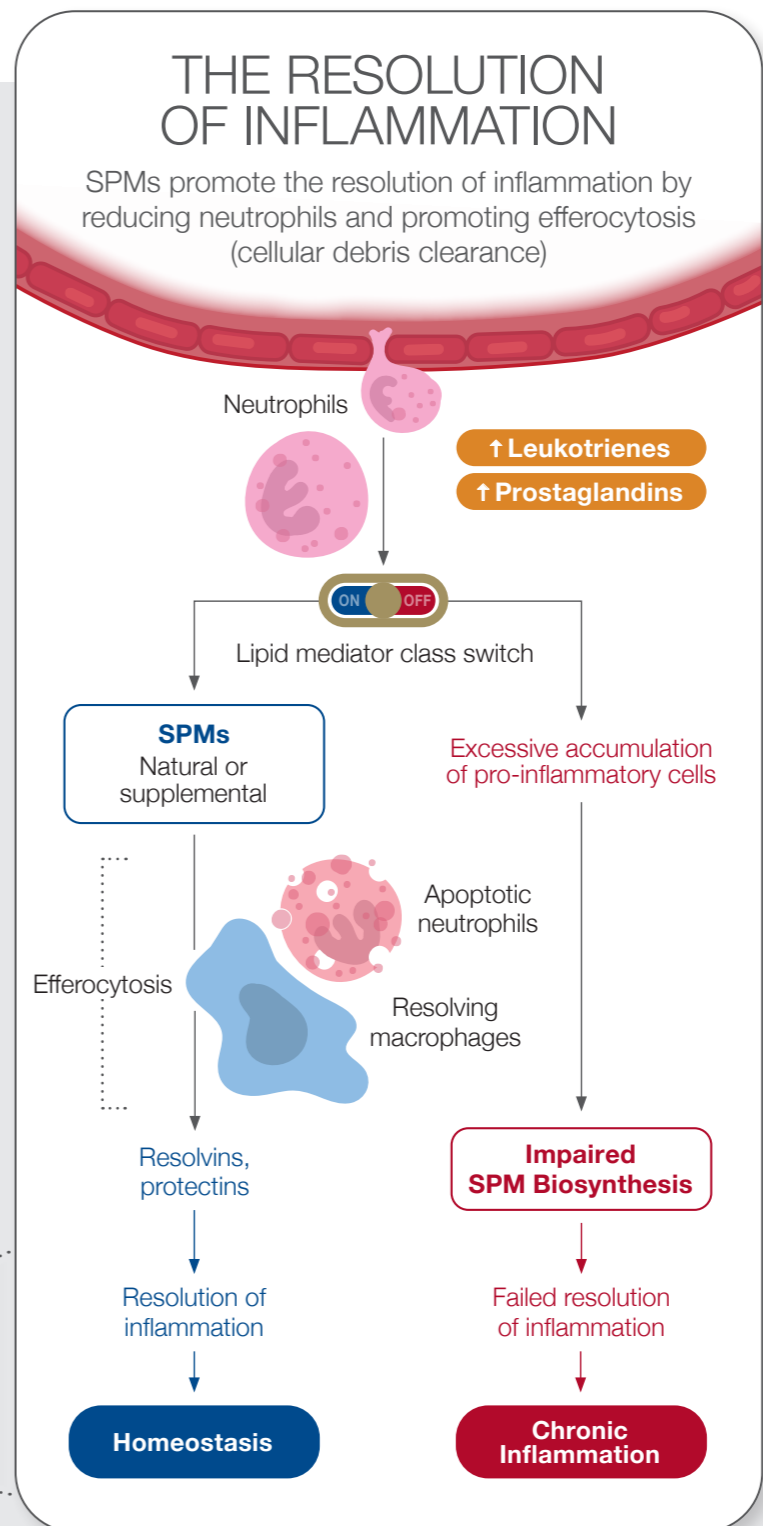 THE RESOLUTION
OF INFLAMMATION
SPMs promote the resolution of inflammation by
reducing neutrophils and promoting efferocytosis
(cellular debris clearance)
Neutrophils
↑ Leukotrienes
↑ Prostaglandins
ON OFF
Lipid mediator class switch
SPMs
Natural or
supplemental
Excessive accumulation
of pro-inflammatory cells
Apoptotic
neutrophils
Efferocytosis
Resolving
macrophages
Resolvins,
protectins
Impaired
SPM Biosynthesis
Resolution of
inflammation
Failed resolution
of inflammation
Homeostasis
Chronic
Inflammation